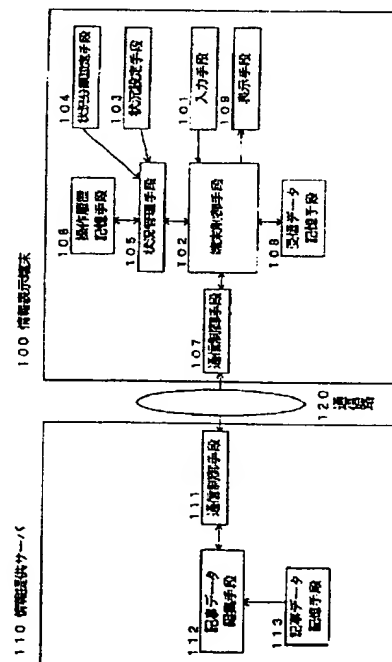 100 情報表示端末
104
状況分類設定手段
103
状況設定手段
106
操作履歴
記憶手段
105
状況管理手段
101
入力手段
109
表示手段
102
端末制御手段
108
受信データ
記憶手段
107
通信制御手段
120
通信路
110 情報提供サーバ
111
通信制御手段
112
記事データ
編集手段
113
記事データ
記憶手段